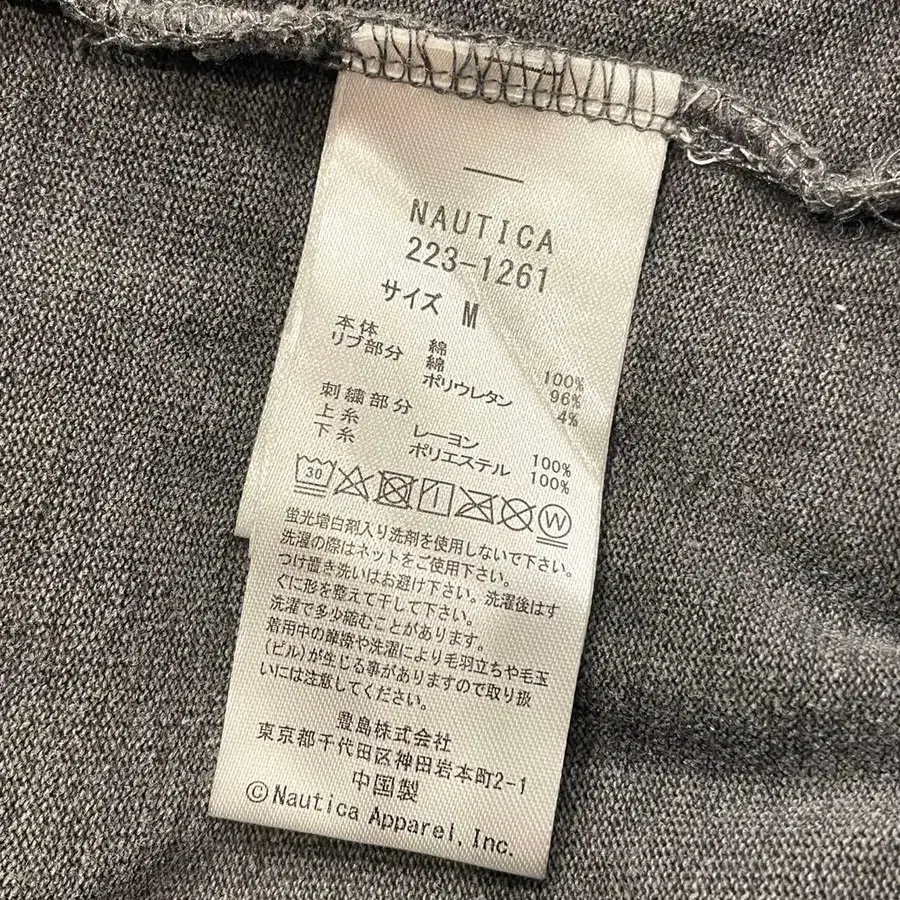 NAUTICA
223-1261
サイズ M
本体 綿 100%
リブ部分 綿 96%
ポリウレタン 4%
刺繍部分
上糸 レーヨン 100%
下糸 ポリエステル 100%
30 W
蛍光増白剤入り洗剤を使用しないで下さい。
洗濯の際はネットをご使用下さい。
つけ置き洗いはお避け下さい。洗濯後はす
ぐに形を整えて干して下さい。
洗濯で多少縮むことがあります。
着用中の摩擦や洗濯により毛羽立ちや毛玉
(ピル)が生じる事がありますので取り扱
いには注意してください。
豊島株式会社
東京都千代田区神田岩本町2-1
中国製
©Nautica Apparel, Inc.